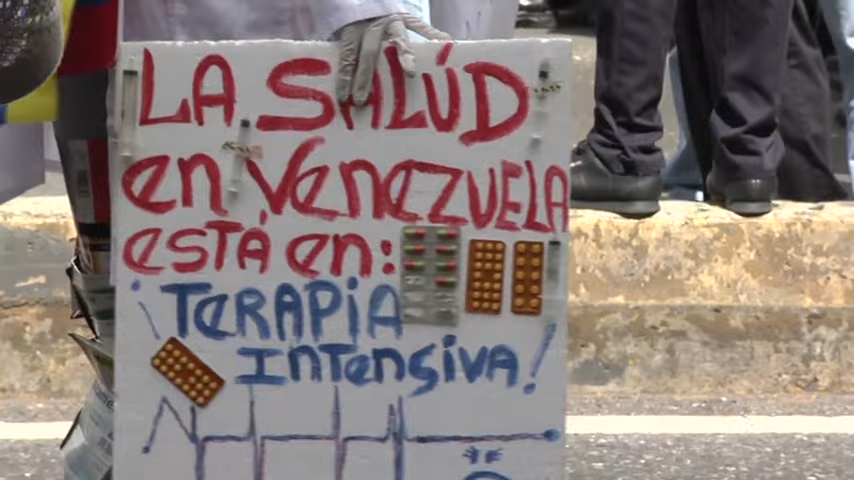 LA SALÚD
en Venezuela
está en:
¡Terapia
Intensiva!